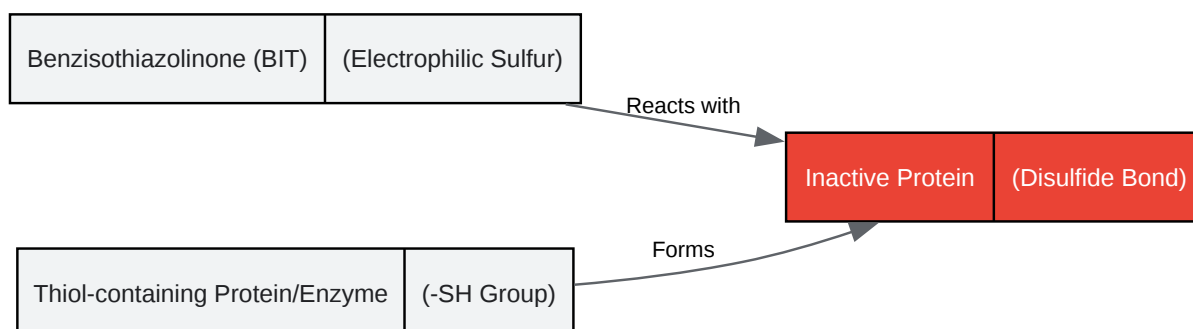 Benzisothiazolinone (BIT) (Electrophilic Sulfur)
Reacts with
Inactive Protein (Disulfide Bond)
Forms
Thiol-containing Protein/Enzyme (-SH Group)